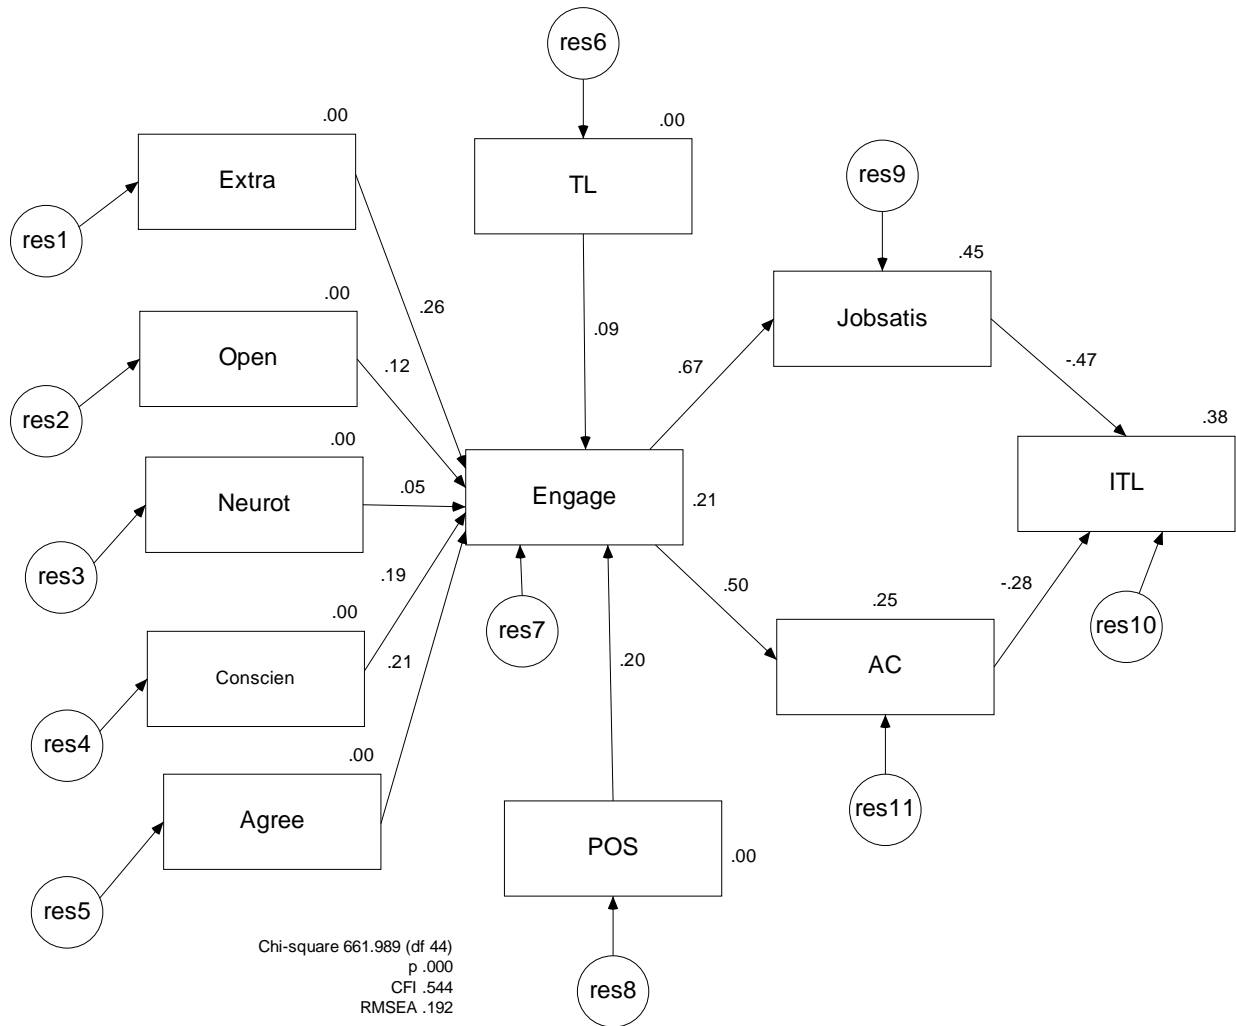 res6
.00
.00
Extra
TL
res9
res1
.00
.26
.45
Open
.09
Jobsatis
.12
.67
-.47
res2
.00
.38
Neurot
.05
Engage
.21
ITL
res3
.19
.50
-.28
.00
res7
.25
res10
Conscien
.21
.20
AC
res4
.00
Agree
res11
POS
.00
res5
Chi-square 661.989 (df 44)
p .000
CFI .544
RMSEA .192
res8